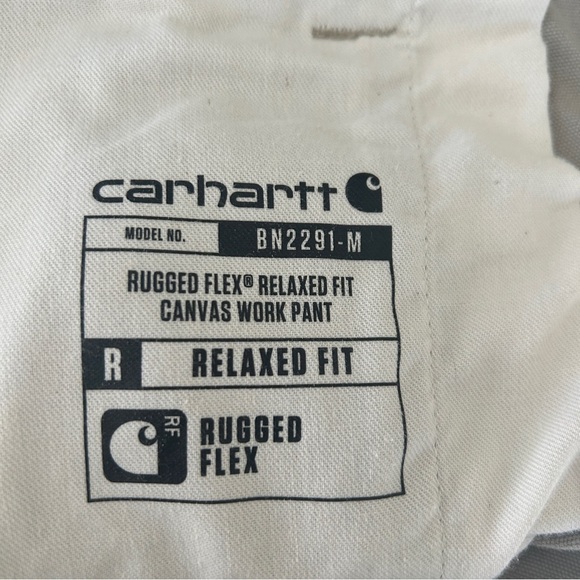 carhartt
MODEL NO. BN2291-M
RUGGED FLEX® RELAXED FIT
CANVAS WORK PANT
R RELAXED FIT
RF
RUGGED
FLEX